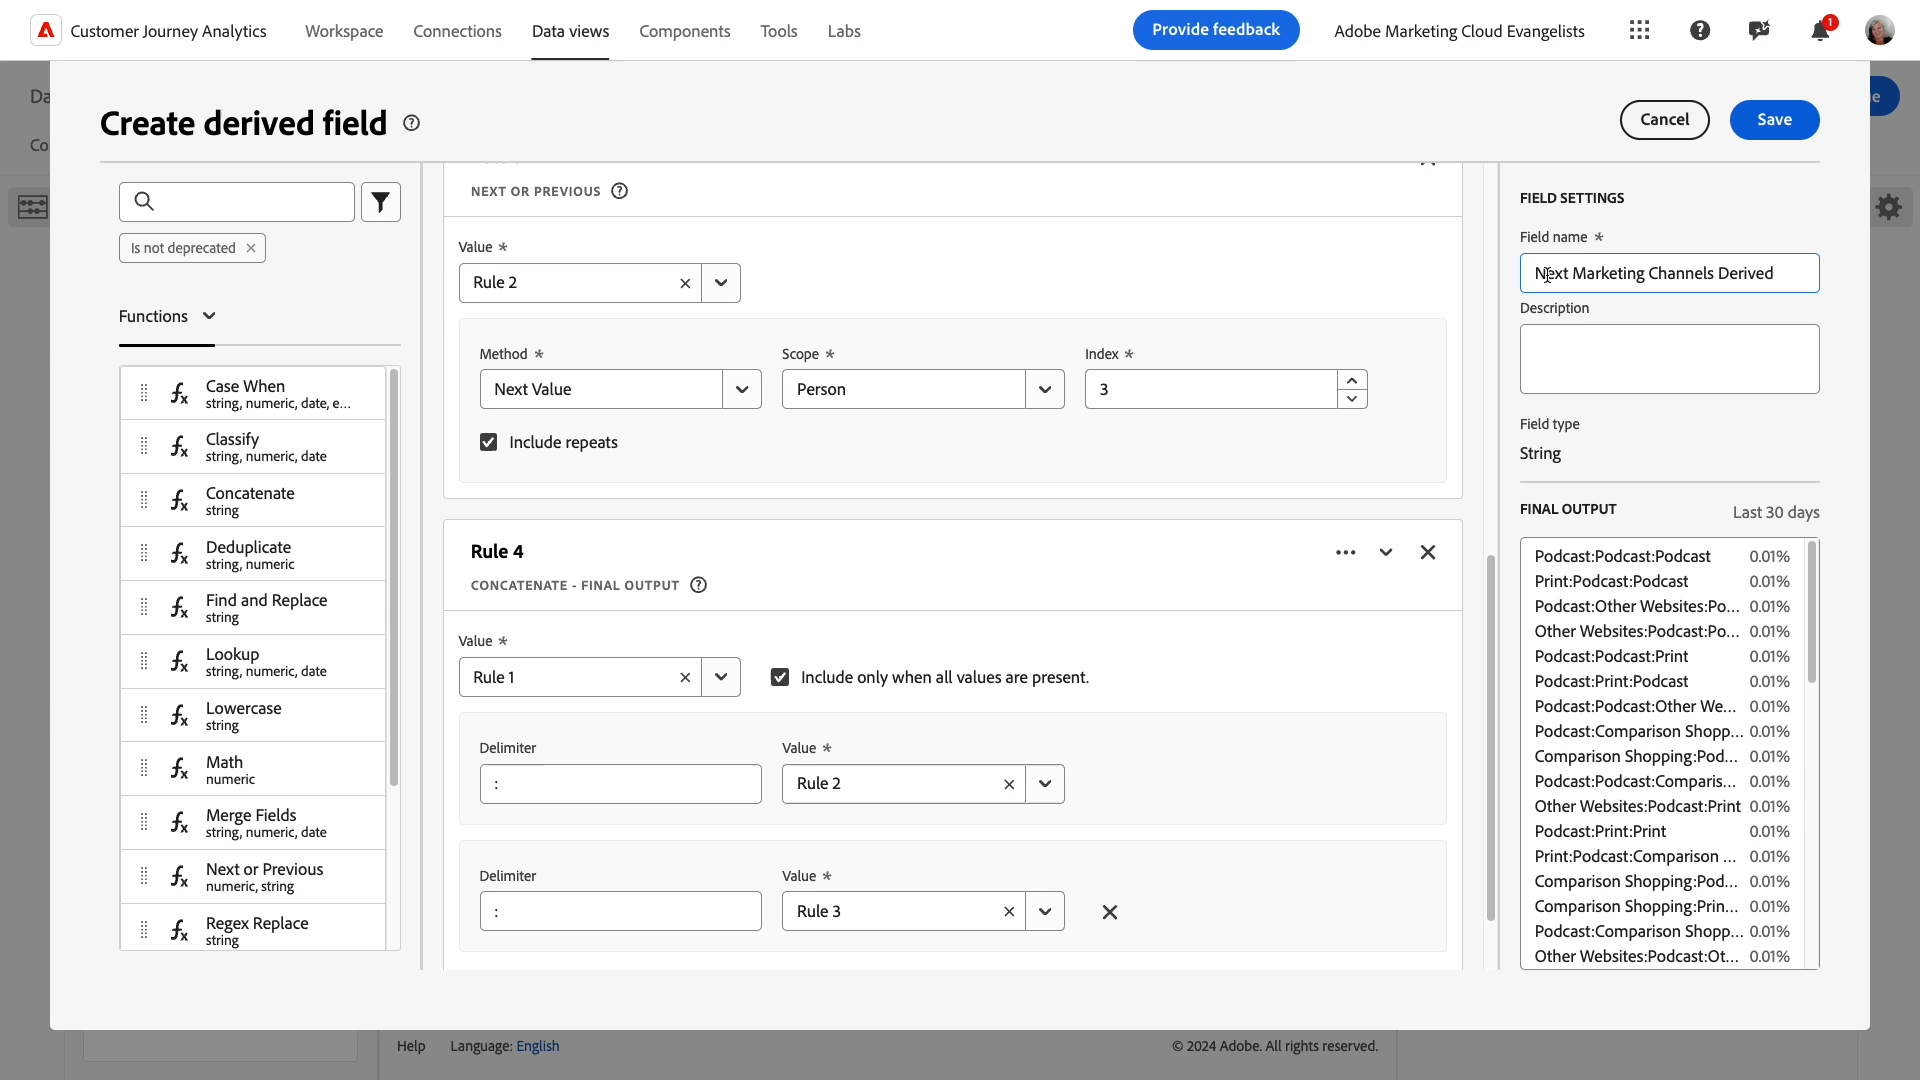 Customer Journey Analytics
Workspace
Connections
Data views
Components
Tools
Labs
Provide feedback
Adobe Marketing Cloud Evangelists
1
Da
Co
e
Create derived field
Cancel
Save
Is not deprecated
Functions
Case When
string, numeric, date, e...
Classify
string, numeric, date
Concatenate
string
Deduplicate
string, numeric
Find and Replace
string
Lookup
string, numeric, date
Lowercase
string
Math
numeric
Merge Fields
string, numeric, date
Next or Previous
numeric, string
Regex Replace
string
NEXT OR PREVIOUS
Value *
Rule 2
Method *
Scope *
Index *
Next Value
Person
3
Include repeats
Rule 4
CONCATENATE - FINAL OUTPUT
Value *
Rule 1
Include only when all values are present.
Delimiter
Value *
:
Rule 2
Delimiter
Value *
:
Rule 3
FIELD SETTINGS
Field name *
Next Marketing Channels Derived
Description
Field type
String
FINAL OUTPUT
Last 30 days
Podcast:Podcast:Podcast 0.01%
Print:Podcast:Podcast 0.01%
Podcast:Other Websites:Po... 0.01%
Other Websites:Podcast:Po... 0.01%
Podcast:Podcast:Print 0.01%
Podcast:Print:Podcast 0.01%
Podcast:Podcast:Other We... 0.01%
Podcast:Comparison Shopp... 0.01%
Comparison Shopping:Pod... 0.01%
Podcast:Podcast:Comparis... 0.01%
Other Websites:Podcast:Print 0.01%
Podcast:Print:Print 0.01%
Print:Podcast:Comparison ... 0.01%
Comparison Shopping:Pod... 0.01%
Comparison Shopping:Prin... 0.01%
Podcast:Comparison Shopp... 0.01%
Other Websites:Podcast:Ot... 0.01%
Help
Language: English
© 2024 Adobe. All rights reserved.